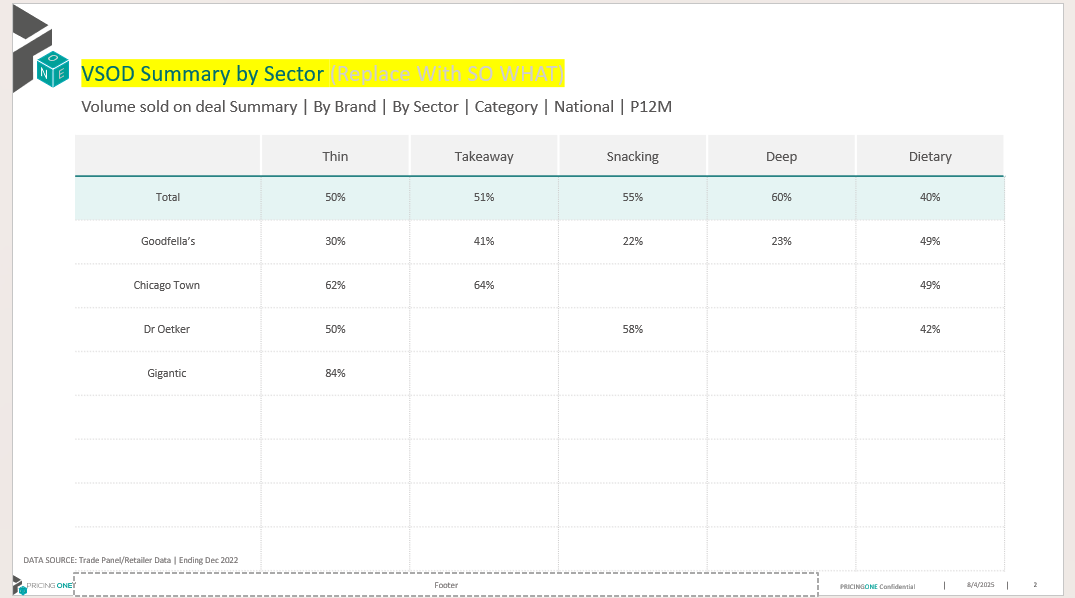 O
N E
VSOD Summary by Sector (Replace With SO WHAT)
Volume sold on deal Summary | By Brand | By Sector | Category | National | P12M
Thin Takeaway Snacking Deep Dietary
Total 50% 51% 55% 60% 40%
Goodfella’s 30% 41% 22% 23% 49%
Chicago Town 62% 64% 49%
Dr Oetker 50% 58% 42%
Gigantic 84%
DATA SOURCE: Trade Panel/Retailer Data | Ending Dec 2022
PRICING ONE Footer PRICINGONE Confidential | 8/4/2025 | 2